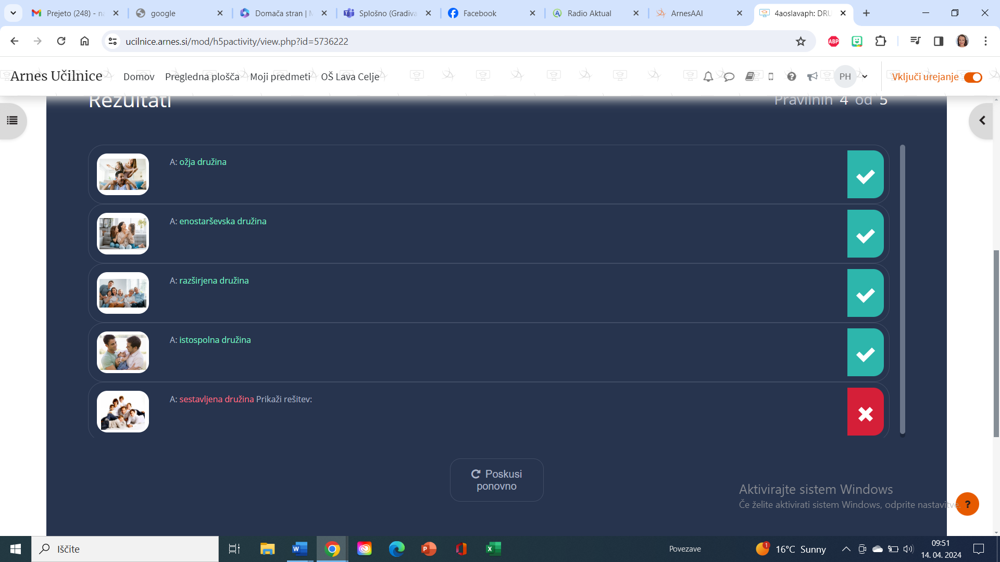 Prejeto (248) - na
google
Domača stran | M
Splošno (Gradiva
Facebook
Radio Aktual
ArnesAAI
4aoslavaph: DRU
ucilnice.arnes.si/mod/h5pactivity/view.php?id=5736222
ABP
Arnes Učilnice
Domov
Pregledna plošča
Moji predmeti
OŠ Lava Celje
PH
Vključi urejanje
Rezultati
Pravilnih 4 od 5
A: ožja družina
A: enostarševska družina
A: razširjena družina
A: istospolna družina
A: sestavljena družina Prikaži rešitev:
Poskusi
ponovno
Aktivirajte sistem Windows
Če želite aktivirati sistem Windows, odprite nastavitve.
?
Iščite
Povezave
1
16°C Sunny
09:51
14. 04. 2024